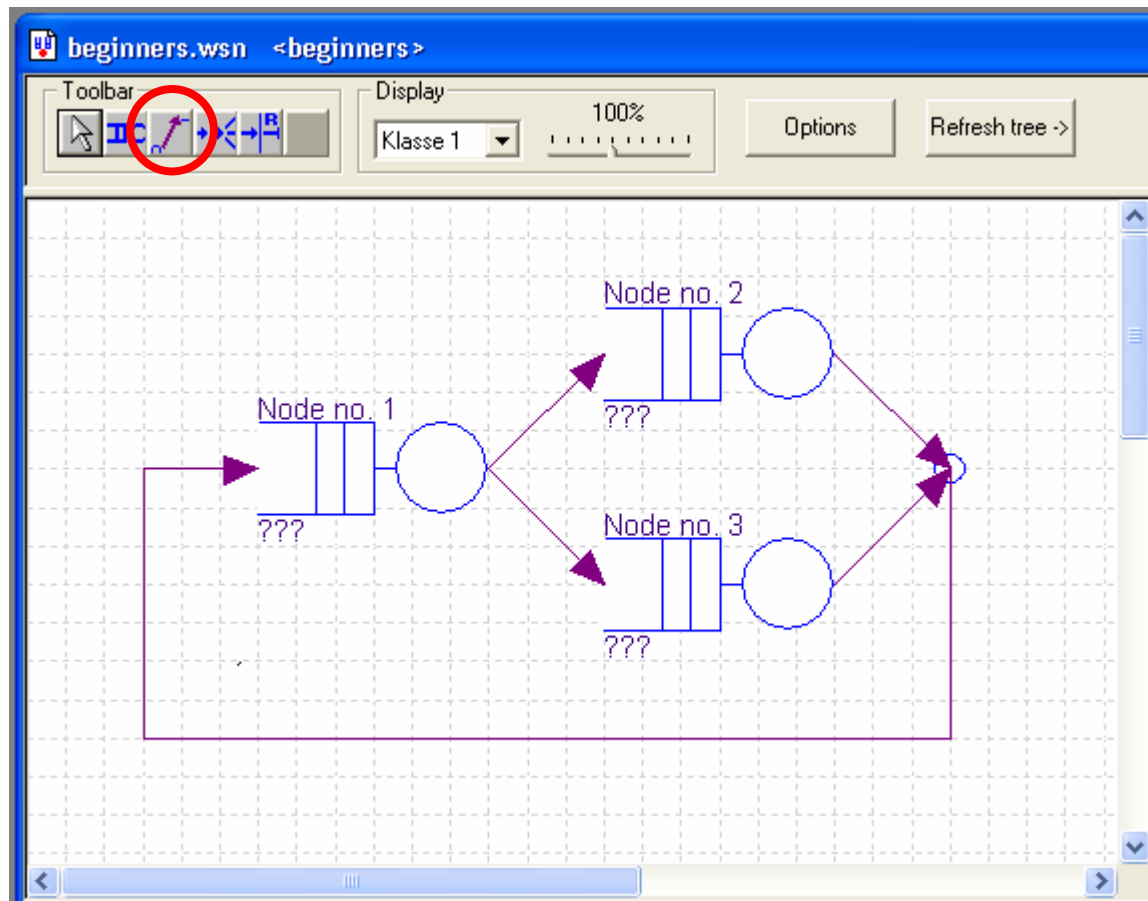 beginners.wsn <beginners>
Toolbar
Display
Klasse 1
100%
Options
Refresh tree ->
R
Node no. 2
???
Node no. 1
???
Node no. 3
???